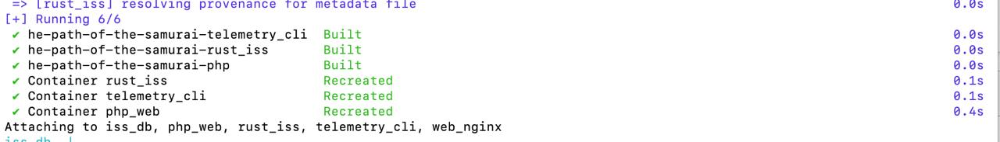 => [rust_iss] resolving provenance for metadata file 0.0s
[+] Running 6/6
✔ he-path-of-the-samurai-telemetry_cli Built 0.0s
✔ he-path-of-the-samurai-rust_iss Built 0.0s
✔ he-path-of-the-samurai-php Built 0.0s
✔ Container rust_iss Recreated 0.1s
✔ Container telemetry_cli Recreated 0.1s
✔ Container php_web Recreated 0.4s
Attaching to iss_db, php_web, rust_iss, telemetry_cli, web_nginx
iss_db |